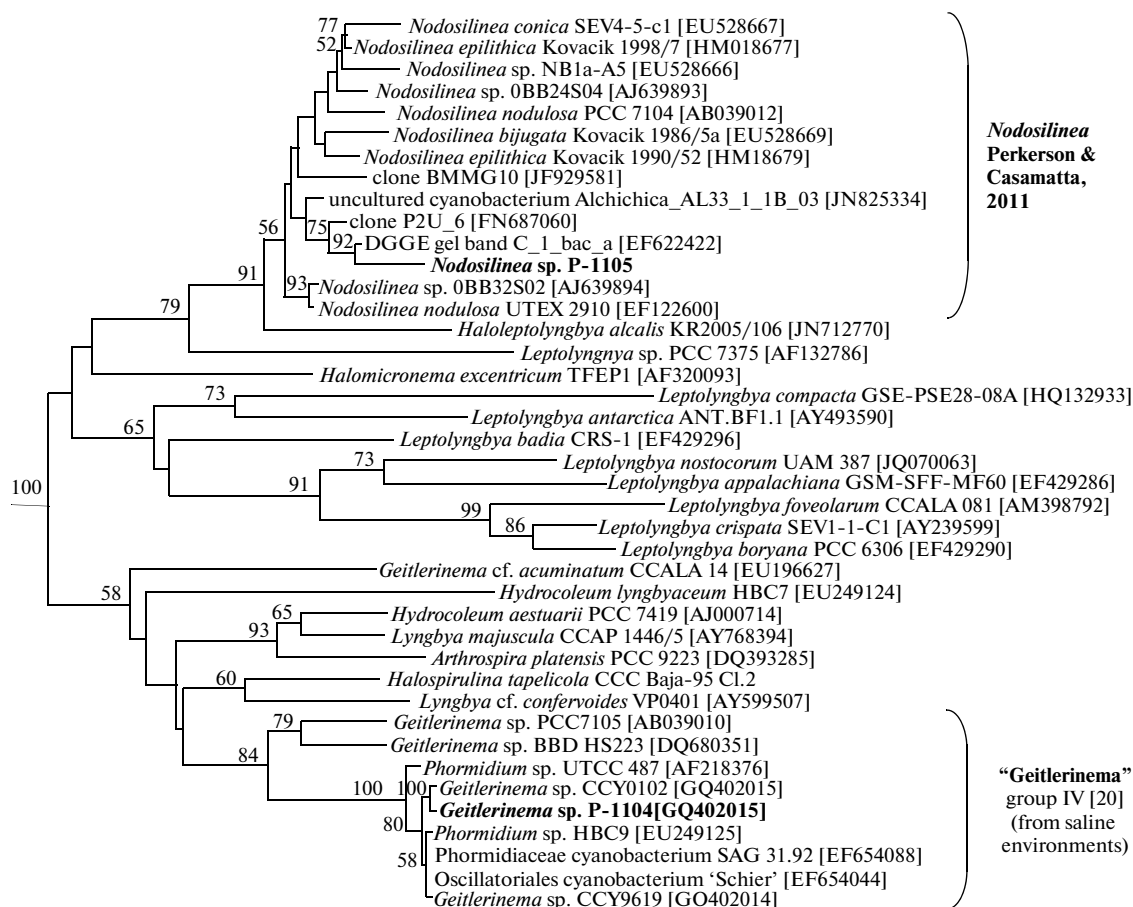 77
Nodosilinea conica SEV4-5-c1 [EU528667]
52
Nodosilinea epilithica Kovacik 1998/7 [HM018677]
Nodosilinea sp. NB1a-A5 [EU528666]
Nodosilinea sp. 0BB24S04 [AJ639893]
Nodosilinea nodulosa PCC 7104 [AB039012]
Nodosilinea bijugata Kovacik 1986/5a [EU528669]
Nodosilinea epilithica Kovacik 1990/52 [HM18679]
clone BMMG10 [JF929581]
uncultured cyanobacterium Alchichica_AL33_1_1B_03 [JN825334]
56
75
clone P2U_6 [FN687060]
92
DGGE gel band C_1_bac_a [EF622422]
Nodosilinea sp. P-1105
93
Nodosilinea sp. 0BB32S02 [AJ639894]
Nodosilinea nodulosa UTEX 2910 [EF122600]
Nodosilinea
Perkerson &
Casamatta,
2011
91
79
Haloleptolyngbya alcalis KR2005/106 [JN712770]
Leptolyngnya sp. PCC 7375 [AF132786]
Halomicronema excentricum TFEP1 [AF320093]
73
Leptolyngbya compacta GSE-PSE28-08A [HQ132933]
65
Leptolyngbya antarctica ANT.BF1.1 [AY493590]
Leptolyngbya badia CRS-1 [EF429296]
73
Leptolyngbya nostocorum UAM 387 [JQ070063]
91
Leptolyngbya appalachiana GSM-SFF-MF60 [EF429286]
100
99
Leptolyngbya foveolarum CCALA 081 [AM398792]
86
Leptolyngbya crispata SEV1-1-C1 [AY239599]
Leptolyngbya boryana PCC 6306 [EF429290]
58
Geitlerinema cf. acuminatum CCALA 14 [EU196627]
Hydrocoleum lyngbyaceum HBC7 [EU249124]
65
Hydrocoleum aestuarii PCC 7419 [AJ000714]
93
Lyngbya majuscula CCAP 1446/5 [AY768394]
Arthrospira platensis PCC 9223 [DQ393285]
60
Halospirulina tapelicola CCC Baja-95 Cl.2
Lyngbya cf. confervoides VP0401 [AY599507]
79
Geitlerinema sp. PCC7105 [AB039010]
84
Geitlerinema sp. BBD HS223 [DQ680351]
Phormidium sp. UTCC 487 [AF218376]
100
100
Geitlerinema sp. CCY0102 [GQ402015]
Geitlerinema sp. P-1104[GQ402015]
80
Phormidium sp. HBC9 [EU249125]
58
Phormidiaceae cyanobacterium SAG 31.92 [EF654088]
Oscillatoriales cyanobacterium ‘Schier’ [EF654044]
Geitlerinema sp. CCY9619 [GO402014]
“Geitlerinema”
group IV [20]
(from saline
environments)